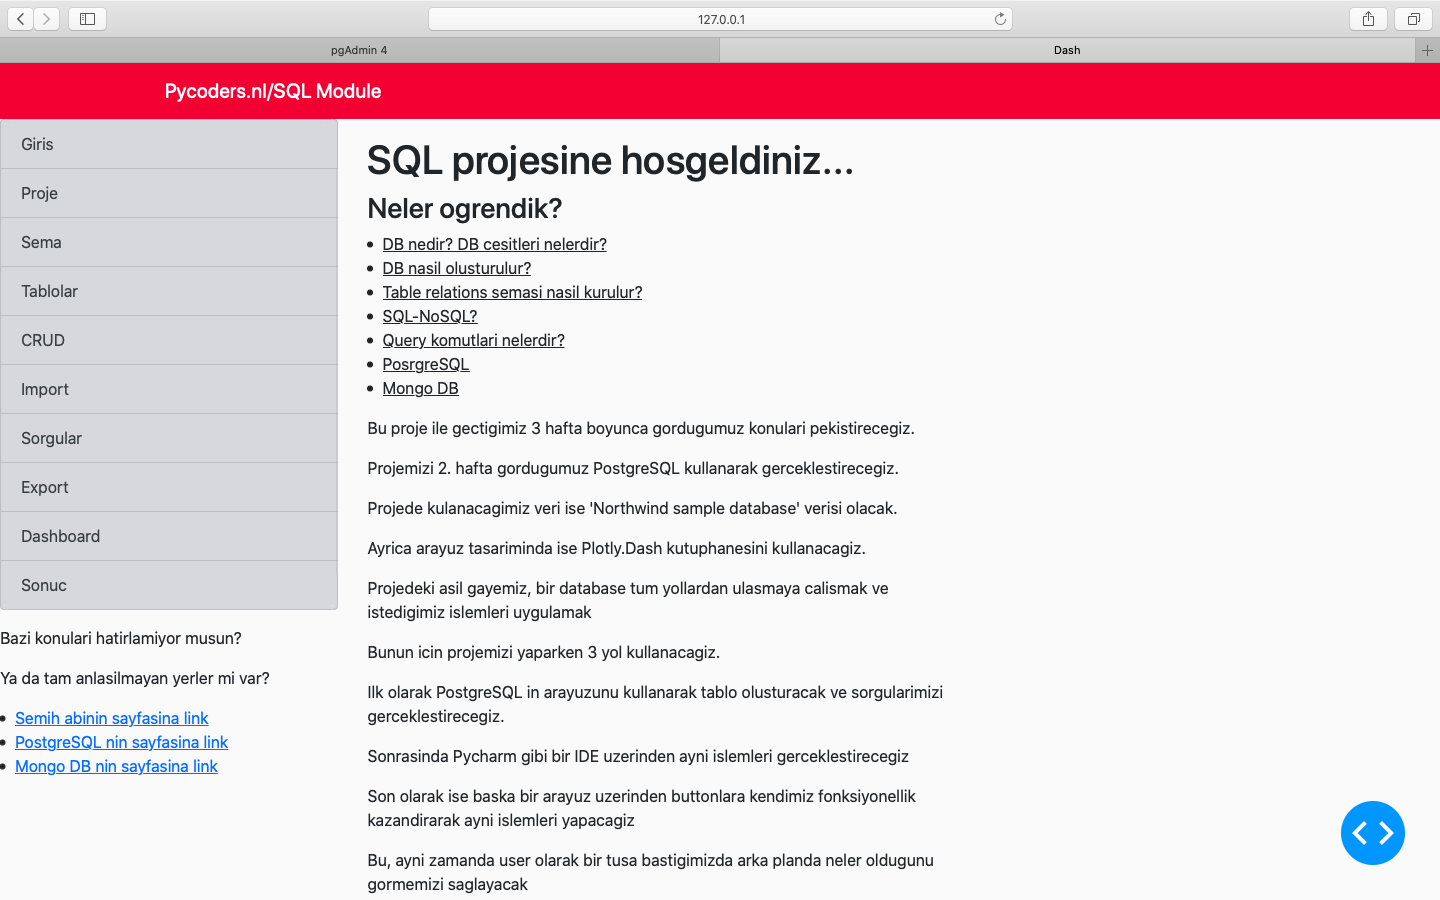 127.0.0.1
pgAdmin 4
Dash
Pycoders.nl/SQL Module
Giris
Proje
Sema
Tablolar
CRUD
Import
Sorgular
Export
Dashboard
Sonuc
Bazi konulari hatirlamiyor musun?
Ya da tam anlasilmayan yerler mi var?
• Semih abinin sayfasina link
• PostgreSQL nin sayfasina link
• Mongo DB nin sayfasina link
SQL projesine hosgeldiniz...
Neler ogrendik?
• DB nedir? DB cesitleri nelerdir?
• DB nasil olusturulur?
• Table relations semasi nasil kurulur?
• SQL-NoSQL?
• Query komutlari nelerdir?
• PosrgreSQL
• Mongo DB
Bu proje ile gectigimiz 3 hafta boyunca gordugumuz konulari pekistirecegiz.
Projemizi 2. hafta gordugumuz PostgreSQL kullanarak gerceklestirecegiz.
Projede kulanacagimiz veri ise 'Northwind sample database' verisi olacak.
Ayrica arayuz tasariminda ise Plotly.Dash kutuphanesini kullanacagiz.
Projedeki asil gayemiz, bir database tum yollardan ulasmaya calismak ve
istedigimiz islemleri uygulamak
Bunun icin projemizi yaparken 3 yol kullanacagiz.
Ilk olarak PostgreSQL in arayuzunu kullanarak tablo olusturacak ve sorgularimizi
gerceklestirecegiz.
Sonrasinda Pycharm gibi bir IDE uzerinden ayni islemleri gerceklestirecegiz
Son olarak ise baska bir arayuz uzerinden buttonlara kendimiz fonksiyonellik
kazandirarak ayni islemleri yapacagiz
Bu, ayni zamanda user olarak bir tusa bastigimizda arka planda neler oldugunu
gormemizi saglayacak